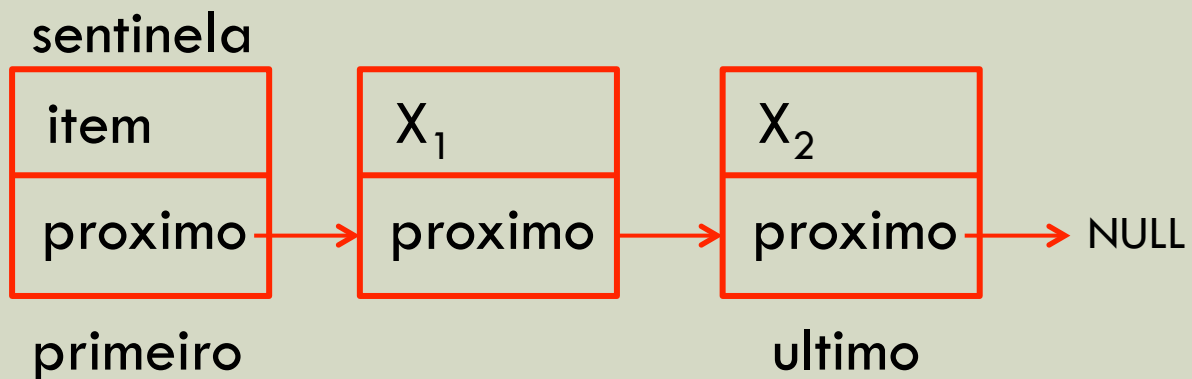 sentinela
item X₁ X₂
proximo proximo proximo NULL
primeiro ultimo